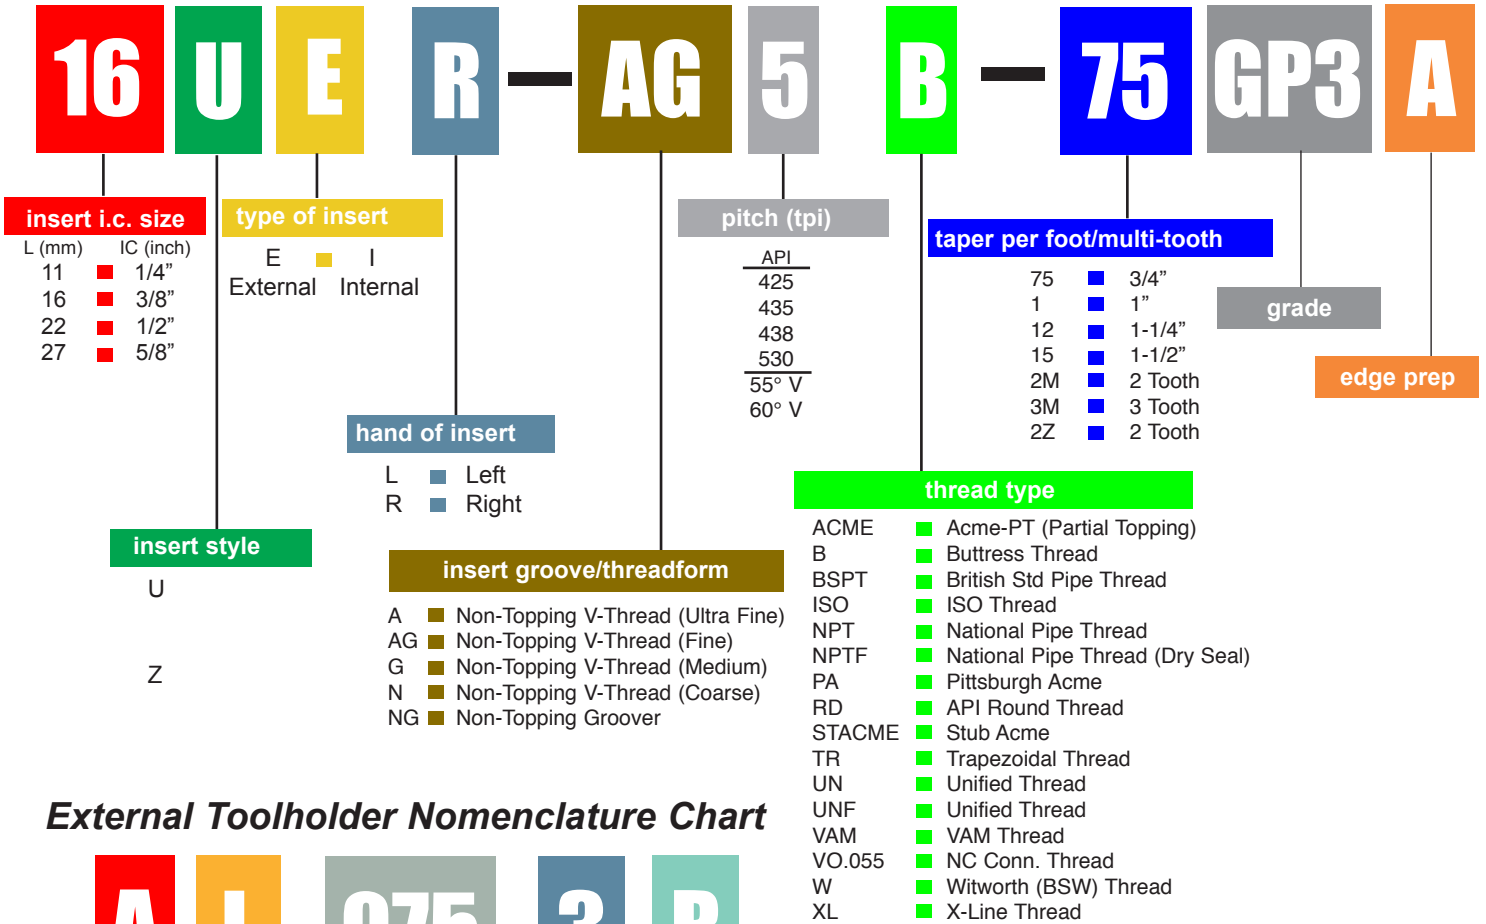 16 U E R – AG 5 B – 75 GP3 A
insert i.c. size
L (mm) IC (inch)
11 1/4”
16 3/8”
22 1/2”
27 5/8”
type of insert
E I
External Internal
pitch (tpi)
API
425
435
438
530
55° V
60° V
taper per foot/multi-tooth
75 3/4”
1 1”
12 1-1/4”
15 1-1/2”
2M 2 Tooth
3M 3 Tooth
2Z 2 Tooth
grade
edge prep
hand of insert
L Left
R Right
insert style
U
Z
insert groove/threadform
A Non-Topping V-Thread (Ultra Fine)
AG Non-Topping V-Thread (Fine)
G Non-Topping V-Thread (Medium)
N Non-Topping V-Thread (Coarse)
NG Non-Topping Groover
thread type
ACME Acme-PT (Partial Topping)
B Buttress Thread
BSPT British Std Pipe Thread
ISO ISO Thread
NPT National Pipe Thread
NPTF National Pipe Thread (Dry Seal)
PA Pittsburgh Acme
RD API Round Thread
STACME Stub Acme
TR Trapezoidal Thread
UN Unified Thread
UNF Unified Thread
VAM VAM Thread
VO.055 NC Conn. Thread
W Witworth (BSW) Thread
XL X-Line Thread
External Toolholder Nomenclature Chart
A 075